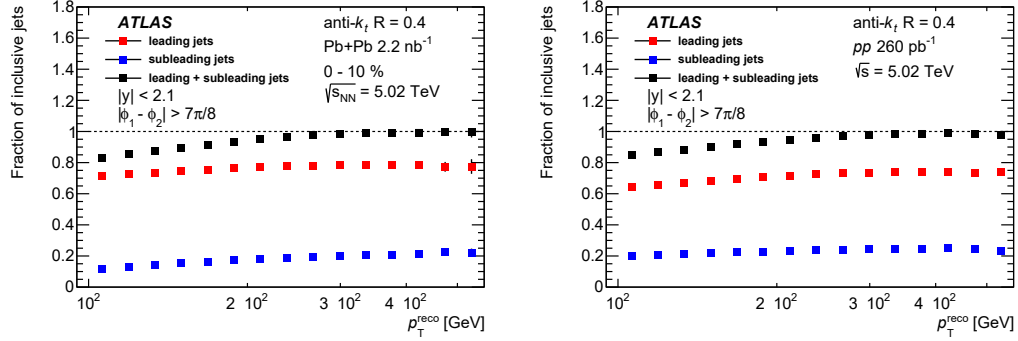 Fraction of inclusive jets
1.8
1.6
1.4
1.2
1
0.8
0.6
0.4
0.2
0
ATLAS
leading jets
subleading jets
leading + subleading jets
|y| < 2.1
|ϕ₁ - ϕ₂| > 7π/8
anti-kₜ R = 0.4
Pb+Pb 2.2 nb⁻¹
0 - 10 %
√s_NN = 5.02 TeV
10² 2 10² 3 4 10²
p_T^reco [GeV]
Fraction of inclusive jets
1.8
1.6
1.4
1.2
1
0.8
0.6
0.4
0.2
0
ATLAS
leading jets
subleading jets
leading + subleading jets
|y| < 2.1
|ϕ₁ - ϕ₂| > 7π/8
anti-kₜ R = 0.4
pp 260 pb⁻¹
√s = 5.02 TeV
10² 2 10² 3 4 10²
p_T^reco [GeV]